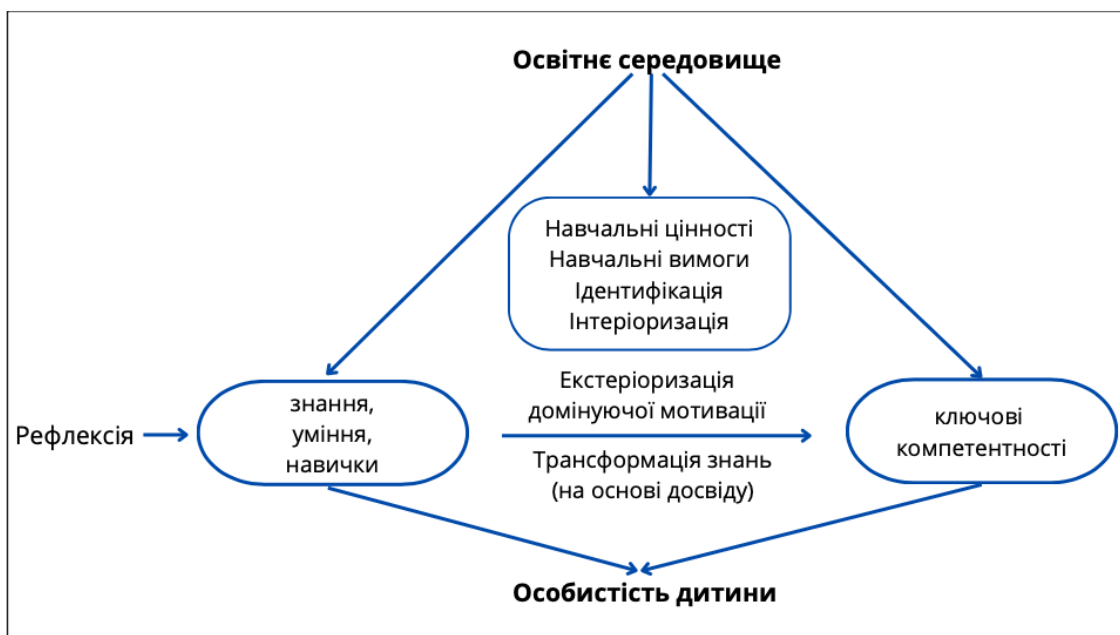 Освітнє середовище
Навчальні цінності
Навчальні вимоги
Ідентифікація
Інтеріоризація
Рефлексія
знання,
уміння,
навички
Екстеріоризація
домінуючої мотивації
Трансформація знань
(на основі досвіду)
ключові
компетентності
Особистість дитини